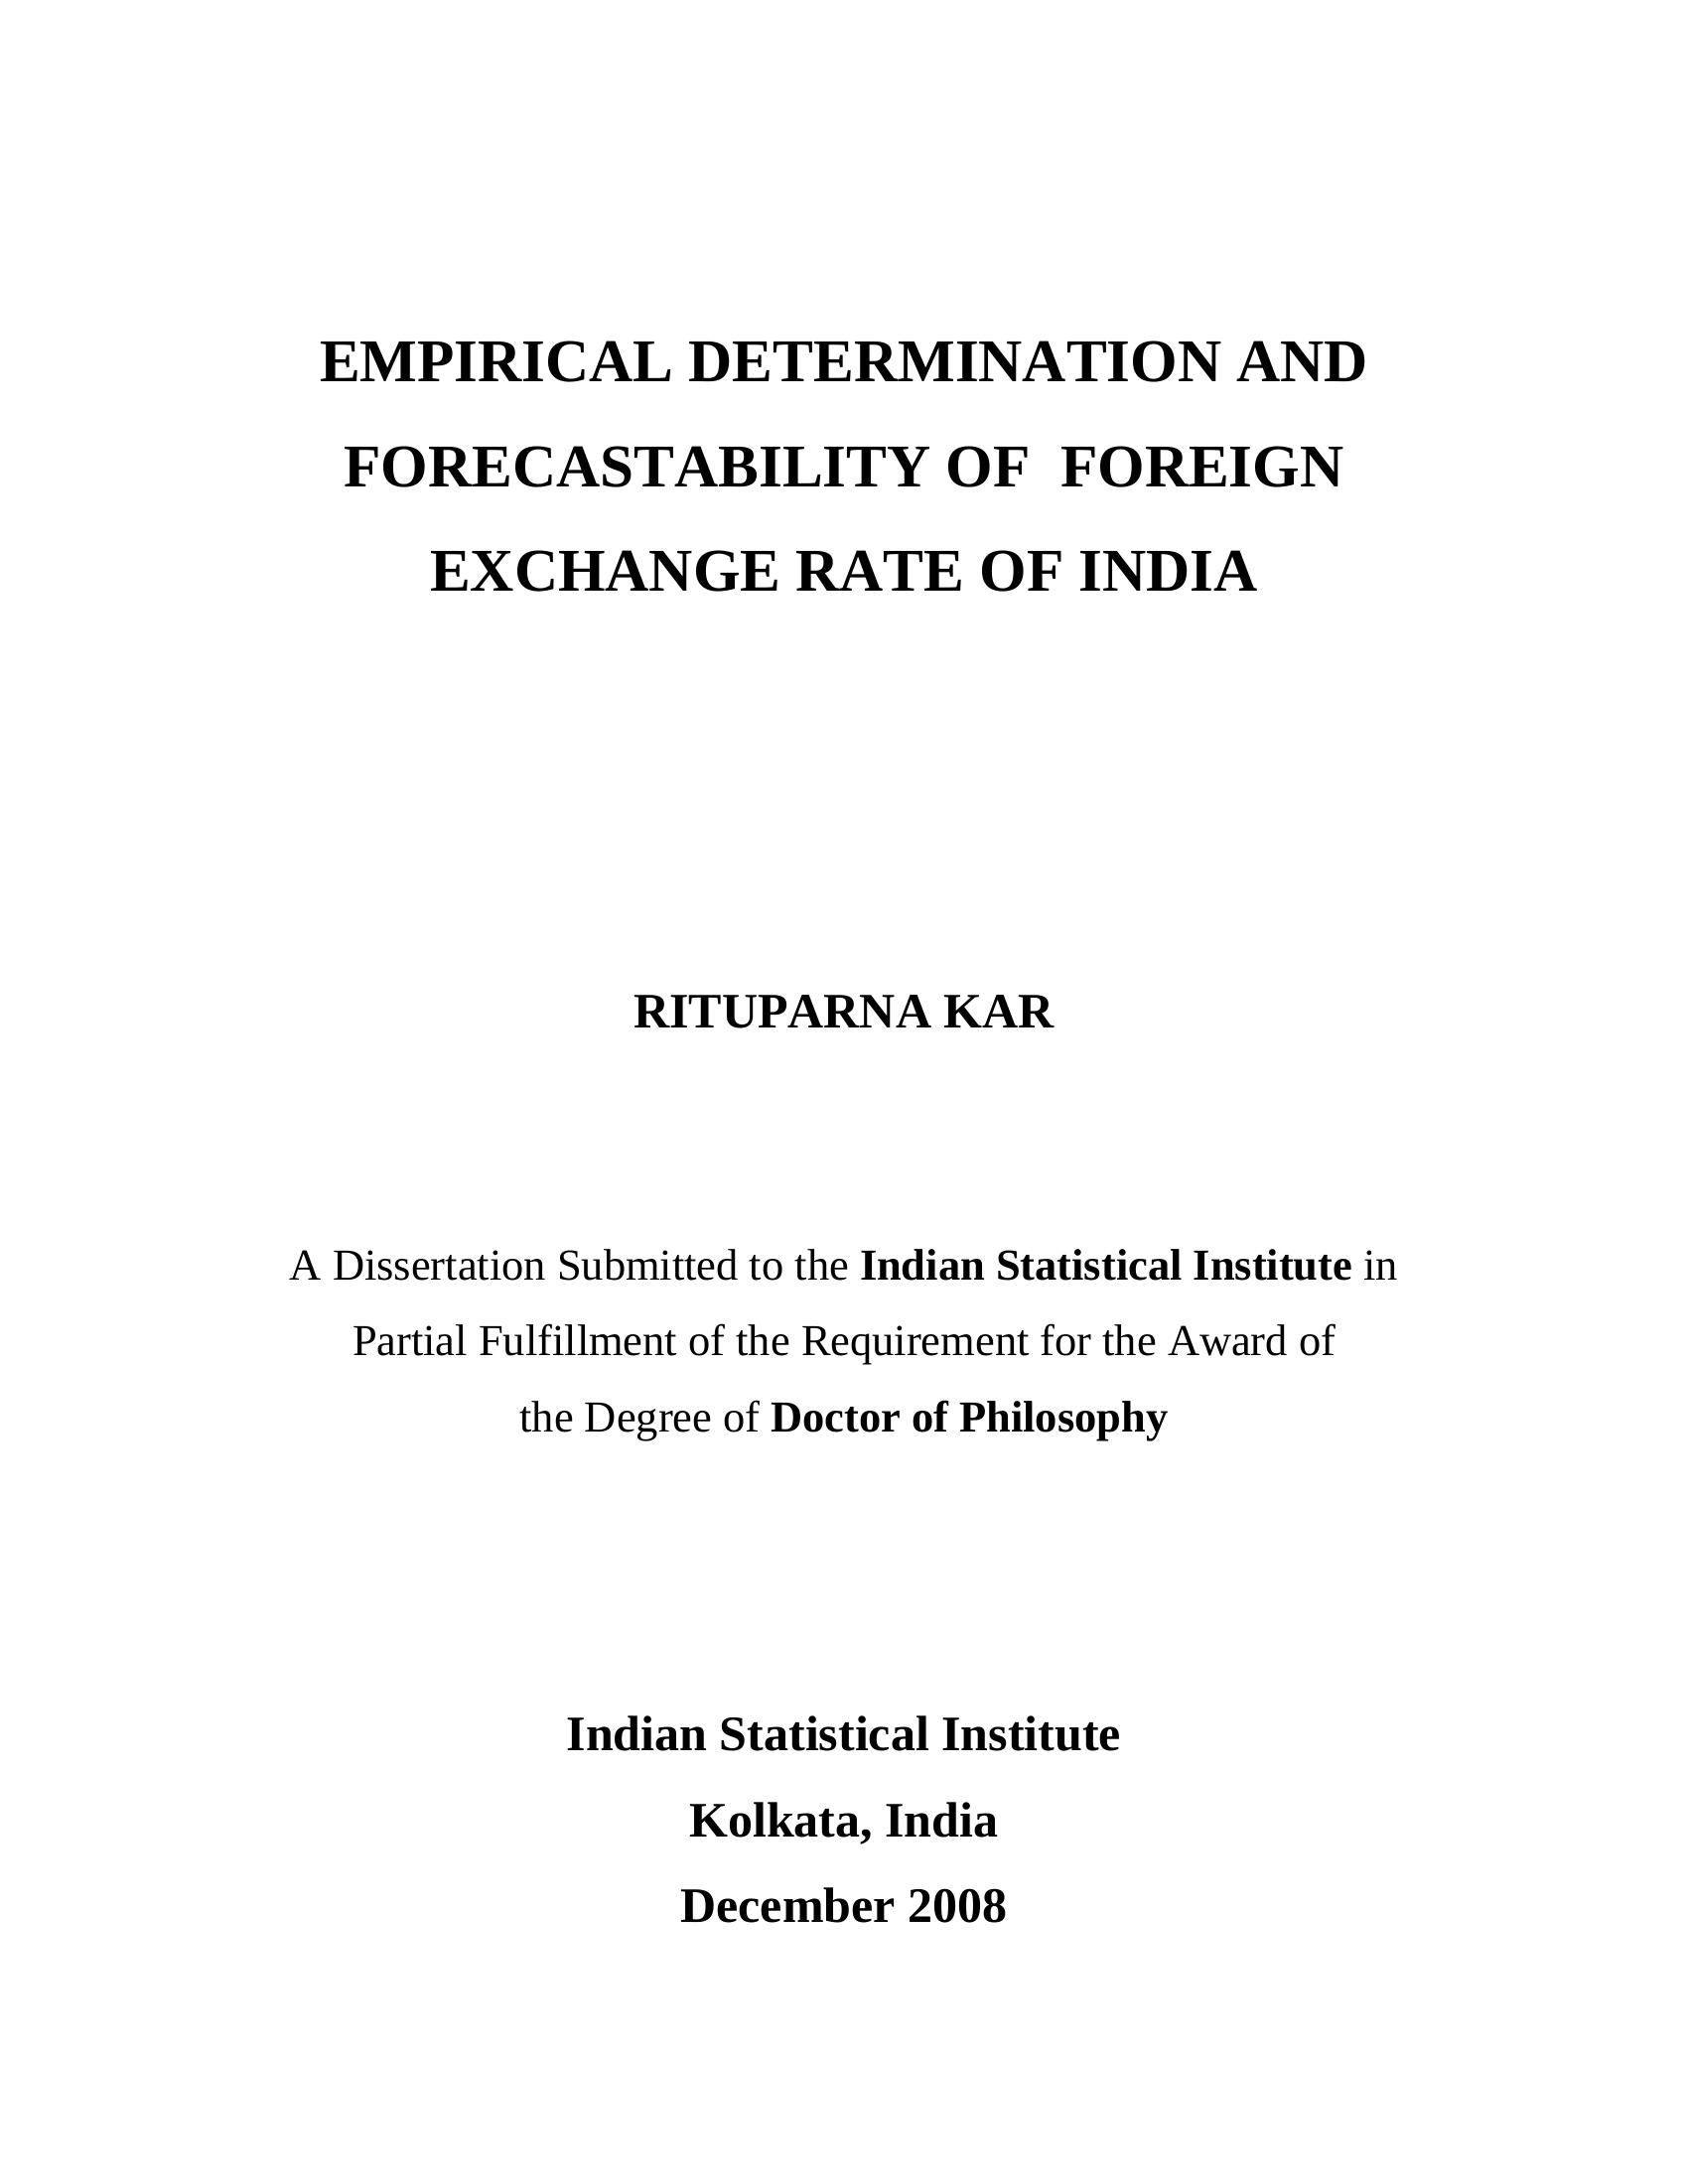 EMPIRICAL DETERMINATION AND
FORECASTABILITY OF FOREIGN
EXCHANGE RATE OF INDIA
RITUPARNA KAR
A Dissertation Submitted to the Indian Statistical Institute in
Partial Fulfillment of the Requirement for the Award of
the Degree of Doctor of Philosophy
Indian Statistical Institute
Kolkata, India
December 2008